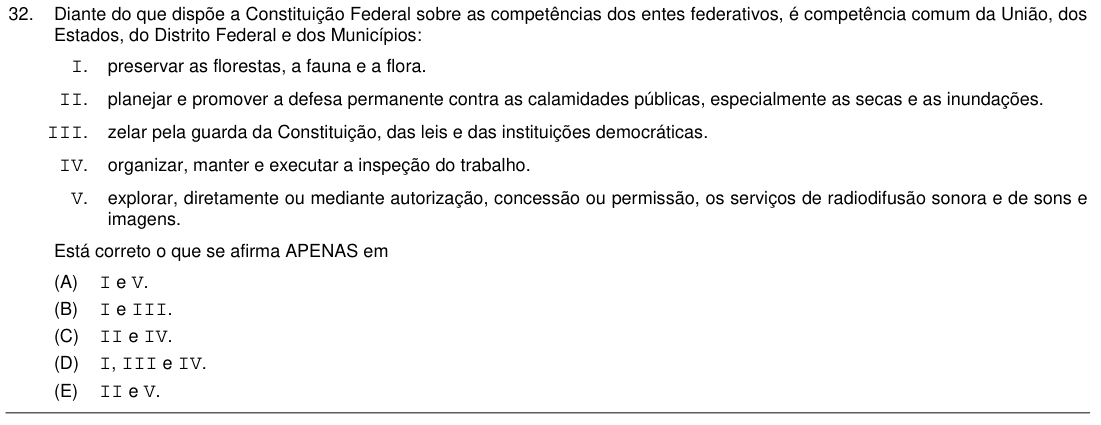 32. Diante do que dispõe a Constituição Federal sobre as competências dos entes federativos, é competência comum da União, dos
Estados, do Distrito Federal e dos Municípios:
I. preservar as florestas, a fauna e a flora.
II. planejar e promover a defesa permanente contra as calamidades públicas, especialmente as secas e as inundações.
III. zelar pela guarda da Constituição, das leis e das instituições democráticas.
IV. organizar, manter e executar a inspeção do trabalho.
V. explorar, diretamente ou mediante autorização, concessão ou permissão, os serviços de radiodifusão sonora e de sons e
imagens.
Está correto o que se afirma APENAS em
(A) I e V.
(B) I e III.
(C) II e IV.
(D) I, III e IV.
(E) II e V.